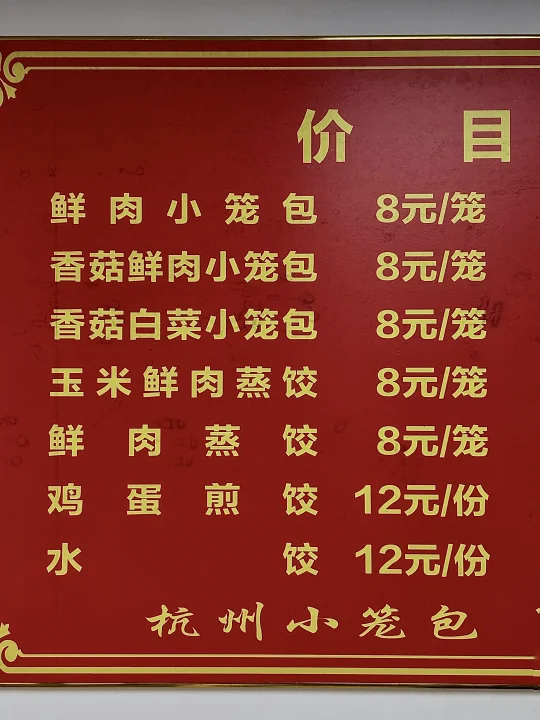 价 目
鲜肉小笼包 8元/笼
香菇鲜肉小笼包 8元/笼
香菇白菜小笼包 8元/笼
玉米鲜肉蒸饺 8元/笼
鲜肉蒸饺 8元/笼
鸡蛋煎饺 12元/份
水饺 12元/份
杭州小笼包